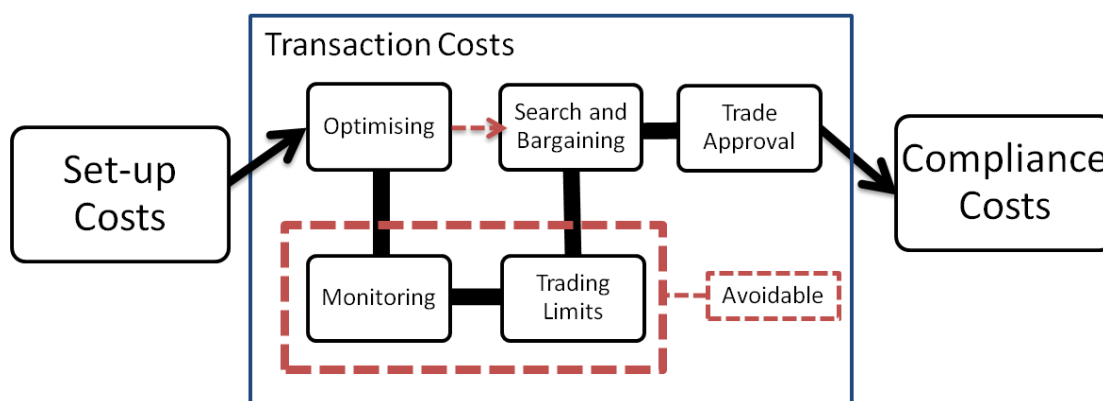 Transaction Costs
Set-up
Costs
Optimising
Search and
Bargaining
Trade
Approval
Compliance
Costs
Monitoring
Trading
Limits
Avoidable